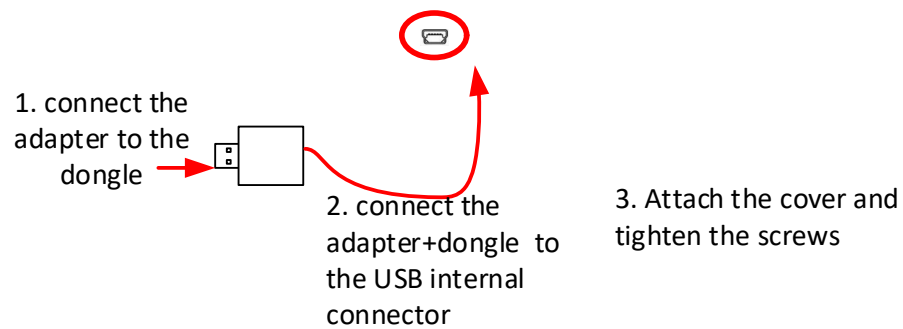 1. connect the
adapter to the
dongle
2. connect the
adapter+dongle  to
the USB internal
connector
3. Attach the cover and
tighten the screws